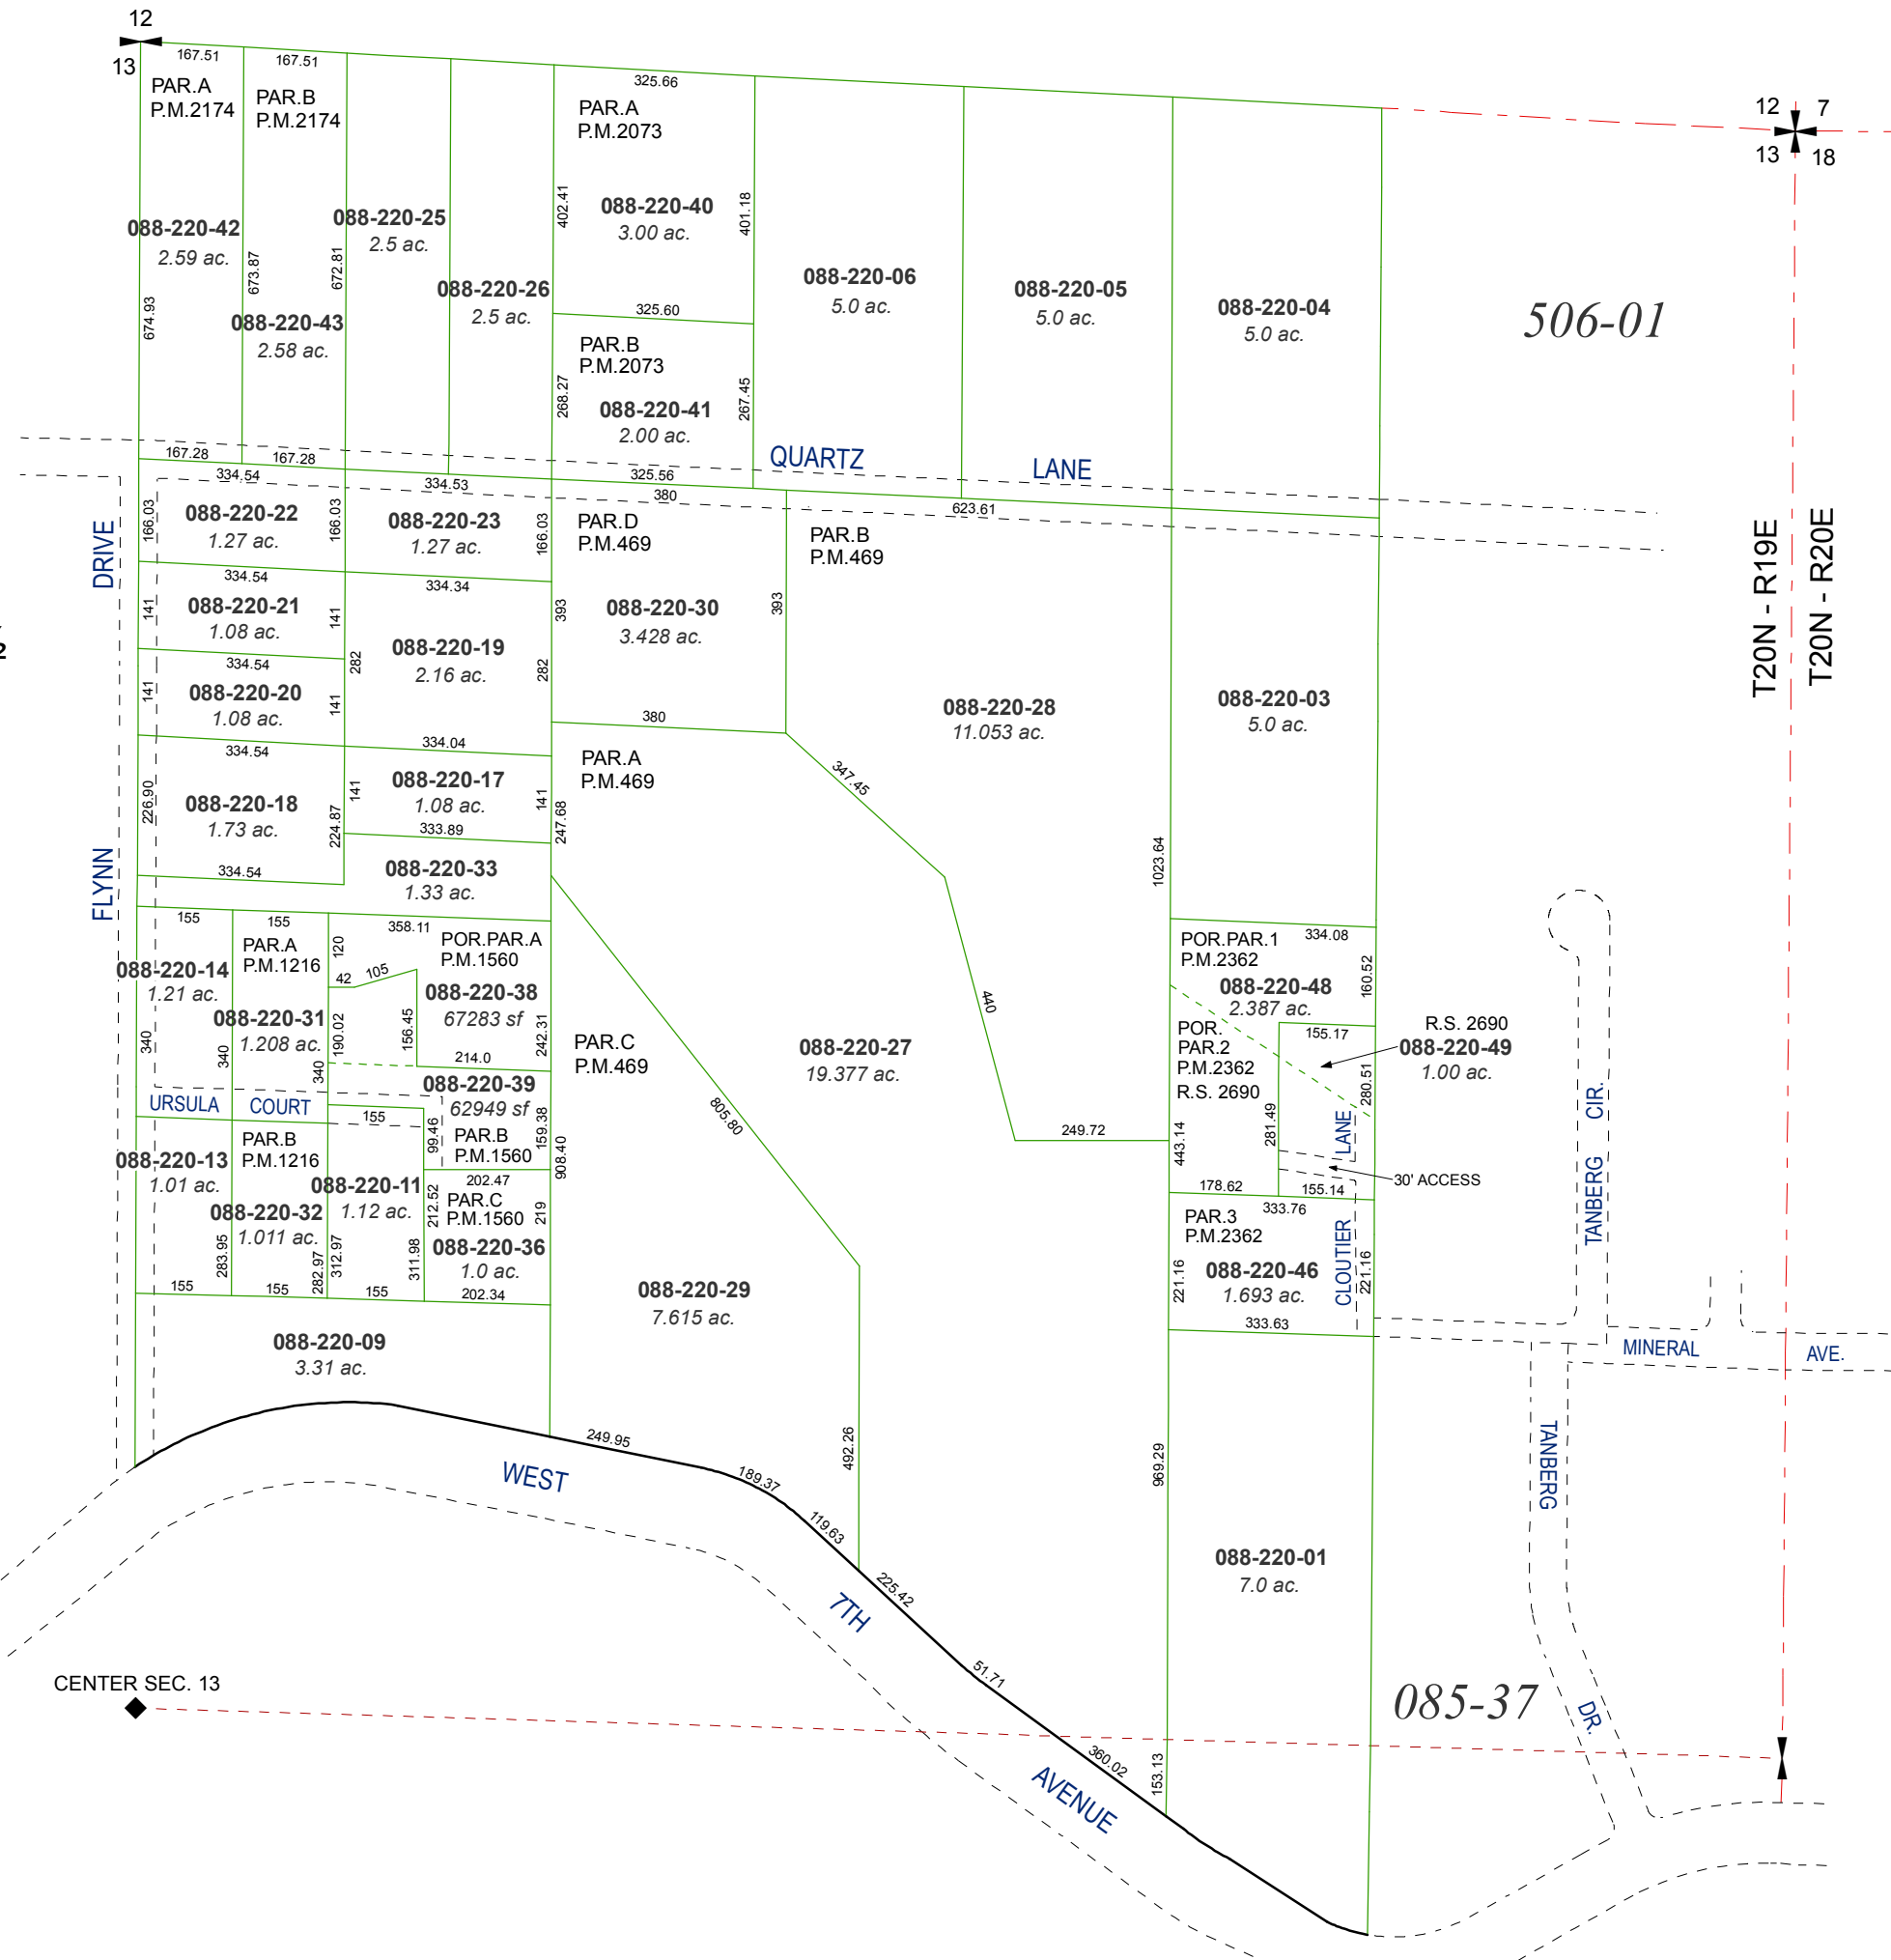 12
13
167.51
167.51
325.66
PAR.A
P.M.2174
PAR.B
P.M.2174
PAR.A
P.M.2073
12 7
13 18
088-220-42
2.59 ac.
674.93
673.87
088-220-43
2.58 ac.
672.81
088-220-25
2.5 ac.
088-220-26
2.5 ac.
402.41
088-220-40
3.00 ac.
401.18
325.60
PAR.B
P.M.2073
268.27
088-220-41
2.00 ac.
267.45
088-220-06
5.0 ac.
088-220-05
5.0 ac.
088-220-04
5.0 ac.
506-01
QUARTZ LANE
167.28
167.28
334.54
334.53
325.56
380
623.61
DRIVE
FLYNN
166.03
088-220-22
1.27 ac.
166.03
088-220-23
1.27 ac.
166.03
334.54
334.34
PAR.D
P.M.469
393
088-220-30
3.428 ac.
393
380
PAR.B
P.M.469
088-220-28
11.053 ac.
088-220-03
5.0 ac.
T20N - R19E
T20N - R20E
2
141
088-220-21
1.08 ac.
141
334.54
141
088-220-20
1.08 ac.
141
334.54
282
088-220-19
2.16 ac.
282
334.04
226.90
088-220-18
1.73 ac.
224.87
334.54
141
088-220-17
1.08 ac.
141
333.89
247.68
088-220-33
1.33 ac.
PAR.A
P.M.469
347.45
440
249.72
1023.64
155
155
358.11
PAR.A
P.M.1216
120
42
105
POR.PAR.A
P.M.1560
088-220-14
1.21 ac.
340
088-220-31
1.208 ac.
340
190.02
340
156.45
088-220-38
67283 sf
242.31
214.0
088-220-39
62949 sf
URSULA COURT
155
99.46
PAR.B
P.M.1560
159.38
908.40
PAR.C
P.M.469
805.80
088-220-27
19.377 ac.
PAR.B
P.M.1216
088-220-13
1.01 ac.
088-220-32
1.011 ac.
283.95
282.97
088-220-11
1.12 ac.
312.97
311.98
212.52
202.47
PAR.C
P.M.1560
219
088-220-36
1.0 ac.
155
155
155
202.34
088-220-09
3.31 ac.
088-220-29
7.615 ac.
492.26
POR.PAR.1
P.M.2362
334.08
088-220-48
2.387 ac.
160.52
155.17
POR.
PAR.2
P.M.2362
R.S. 2690
R.S. 2690
088-220-49
1.00 ac.
280.51
281.49
443.14
LANE
CLOUTIER
30' ACCESS
178.62
155.14
333.76
PAR.3
P.M.2362
221.16
088-220-46
1.693 ac.
221.16
333.63
TANBERG CIR.
MINERAL AVE.
TANBERG
DR.
969.29
153.13
088-220-01
7.0 ac.
085-37
249.95
189.37
119.63
225.42
51.71
360.02
WEST
7TH
AVENUE
CENTER SEC. 13